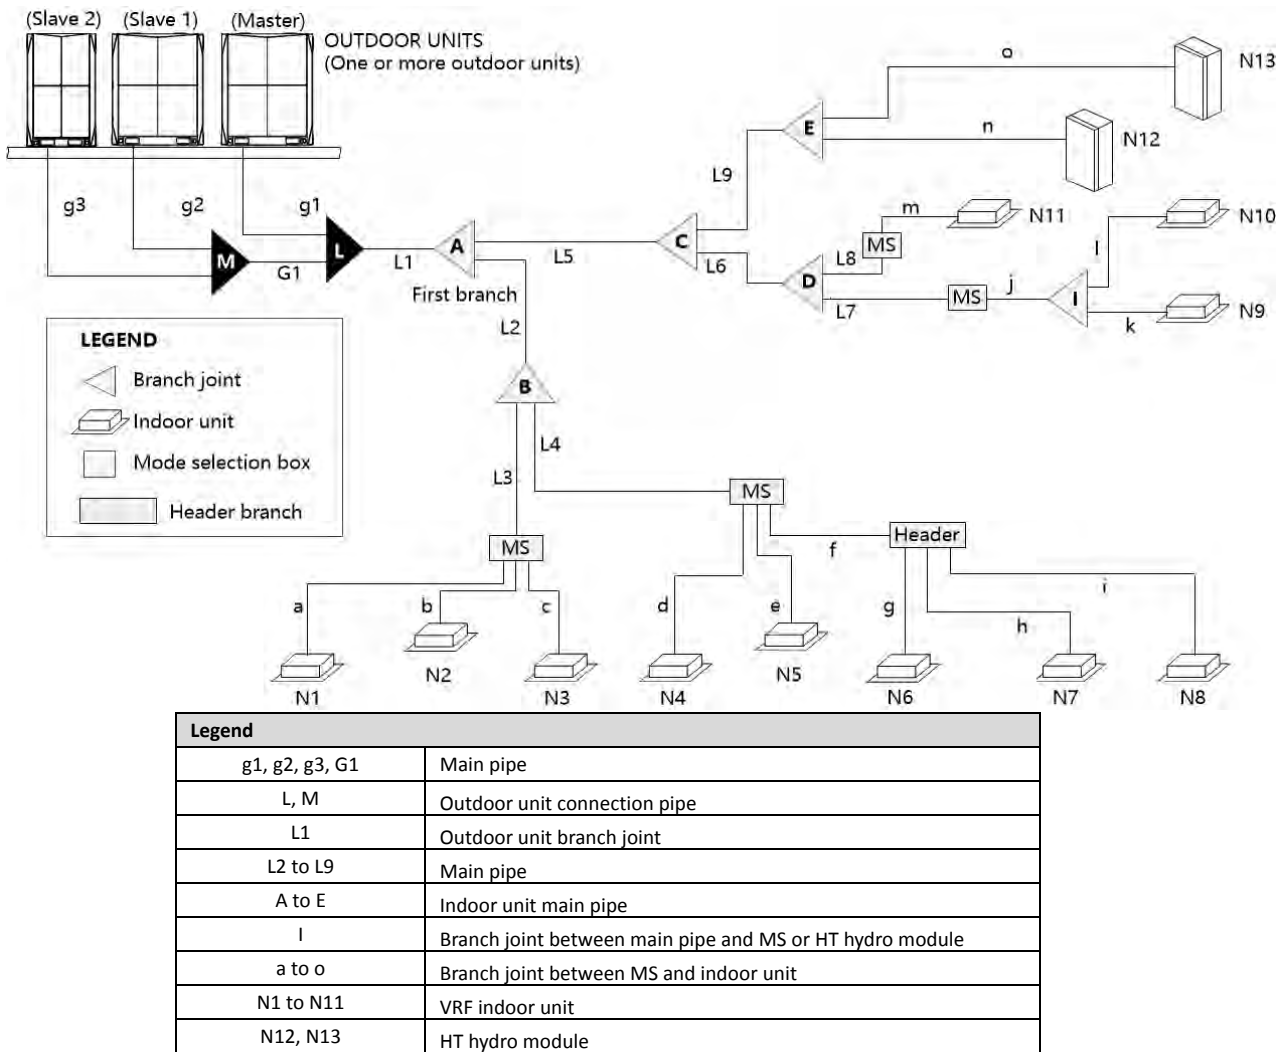 (Slave 2) (Slave 1) (Master)
OUTDOOR UNITS
(One or more outdoor units)
g3 g2 g1
M G1 L L1 A L5 C
First branch
L2
B
L3 L4
L9 E o N13
n N12
L6 D L8 MS m N11
L7 MS j I l N10
k N9
LEGEND
Branch joint
Indoor unit
Mode selection box
Header branch
MS
a b c
N1 N2 N3
MS
d e f
Header
g h i
N4 N5 N6 N7 N8
Legend
g1, g2, g3, G1 Main pipe
L, M Outdoor unit connection pipe
L1 Outdoor unit branch joint
L2 to L9 Main pipe
A to E Indoor unit main pipe
I Branch joint between main pipe and MS or HT hydro module
a to o Branch joint between MS and indoor unit
N1 to N11 VRF indoor unit
N12, N13 HT hydro module